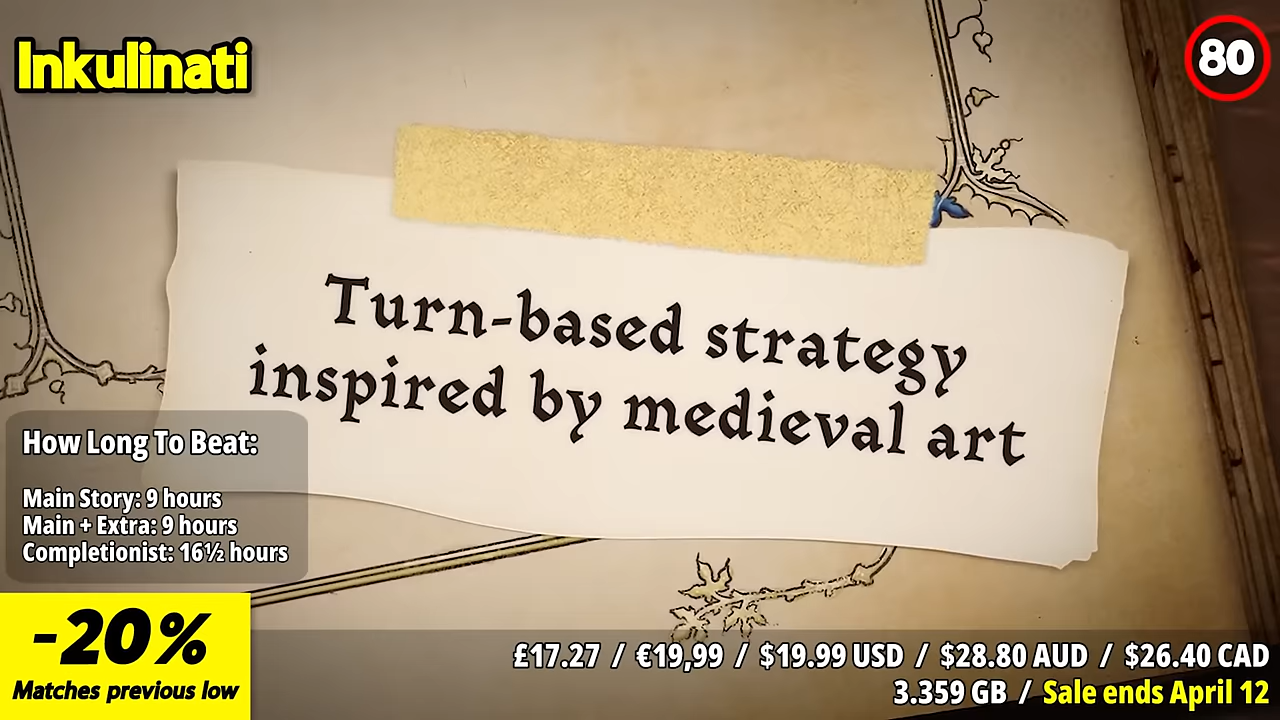 Inkulinati
80
Turn-based strategy
inspired by medieval art
How Long To Beat:
Main Story: 9 hours
Main + Extra: 9 hours
Completionist: 16½ hours
-20%
Matches previous low
£17.27 / €19,99 / $19.99 USD / $28.80 AUD / $26.40 CAD
3.359 GB / Sale ends April 12